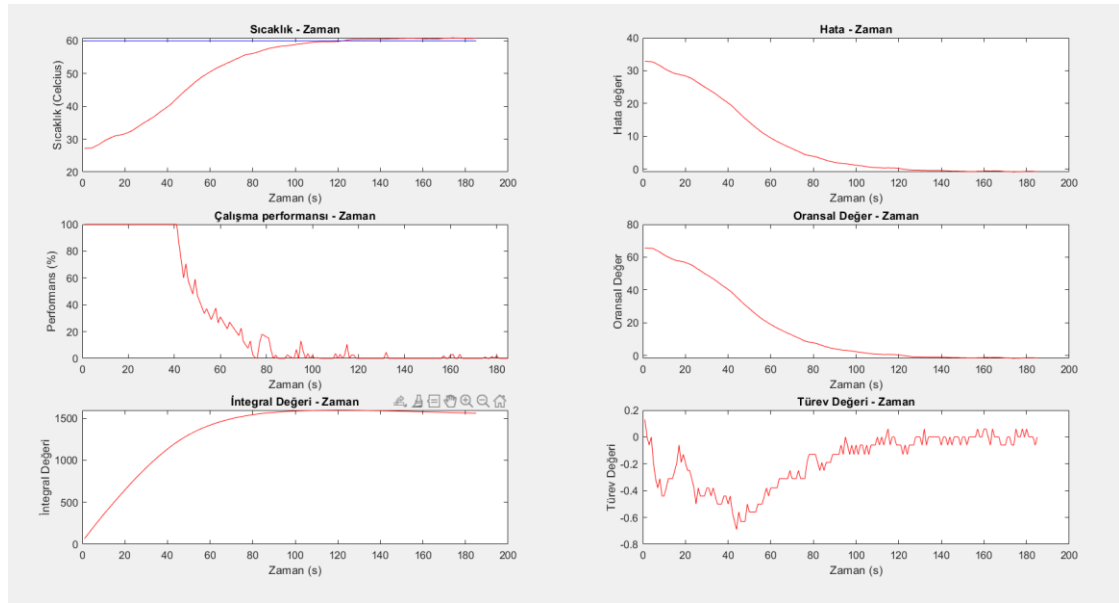 Sıcaklık - Zaman
Sıcaklık (Celcius)
60
50
40
30
20
0 20 40 60 80 100 120 140 160 180 200
Zaman (s)
Hata - Zaman
Hata değeri
40
30
20
10
0
0 20 40 60 80 100 120 140 160 180 200
Zaman (s)
Çalışma performansı - Zaman
Performans (%)
100
80
60
40
20
0
0 20 40 60 80 100 120 140 160 180 200
Zaman (s)
Oransal Değer - Zaman
Oransal Değer
80
60
40
20
0
0 20 40 60 80 100 120 140 160 180 200
Zaman (s)
İntegral Değeri - Zaman
İntegral Değeri
1500
1000
500
0
0 20 40 60 80 100 120 140 160 180 200
Zaman (s)
Türev Değeri - Zaman
Türev Değeri
0.2
0
-0.2
-0.4
-0.6
-0.8
0 20 40 60 80 100 120 140 160 180 200
Zaman (s)